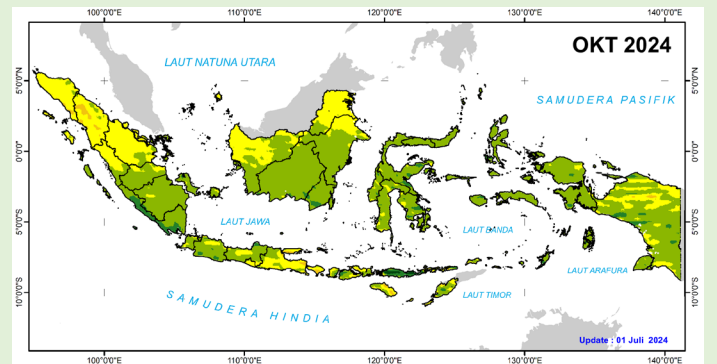 100°0'0"E 110°0'0"E 120°0'0"E 130°0'0"E 140°0'0"E
OKT 2024
LAUT NATUNA UTARA
5°0'0"N 5°0'0"N
SAMUDERA PASIFIK
0°0'0" 0°0'0"
5°0'0"S LAUT JAWA LAUT BANDA 5°0'0"S
LAUT ARAFURA
10°0'0"S SAMUDERA HINDIA LAUT TIMOR 10°0'0"S
Update : 01 Juli 2024
100°0'0"E 110°0'0"E 120°0'0"E 130°0'0"E 140°0'0"E